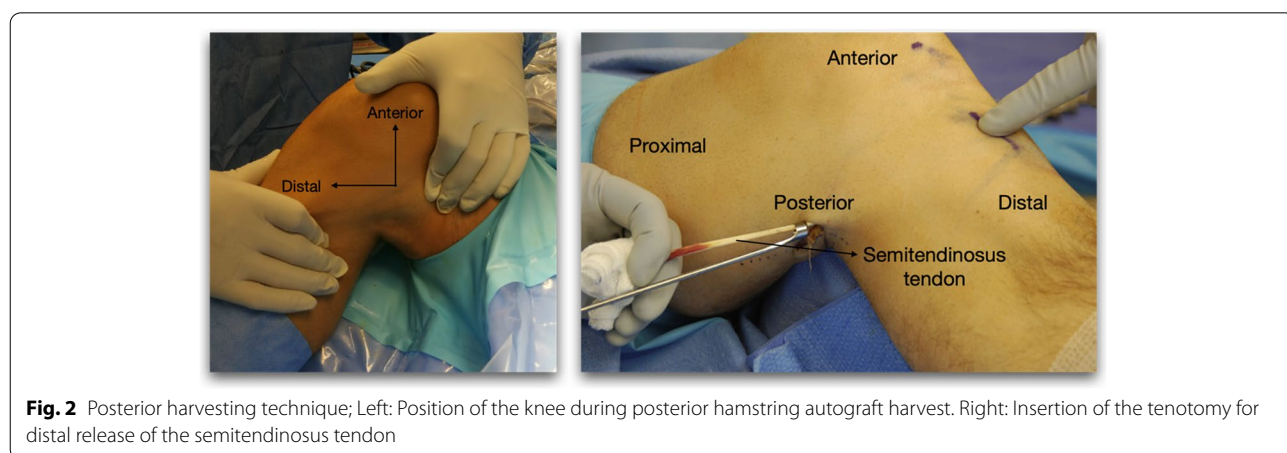 Anterior
Distal
Anterior
Proximal
Posterior
Distal
Semitendinosus
tendon
Fig. 2 Posterior harvesting technique; Left: Position of the knee during posterior hamstring autograft harvest. Right: Insertion of the tenotomy for
distal release of the semitendinosus tendon